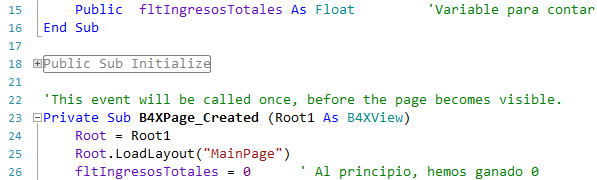 15 Public fltIngresosTotales As Float 'Variable para contar
16 End Sub
17
18 Public Sub Initialize
21
22 'This event will be called once, before the page becomes visible.
23 Private Sub B4XPage_Created (Root1 As B4XView)
24 Root = Root1
25 Root.LoadLayout("MainPage")
26 fltIngresosTotales = 0 ' Al principio, hemos ganado 0